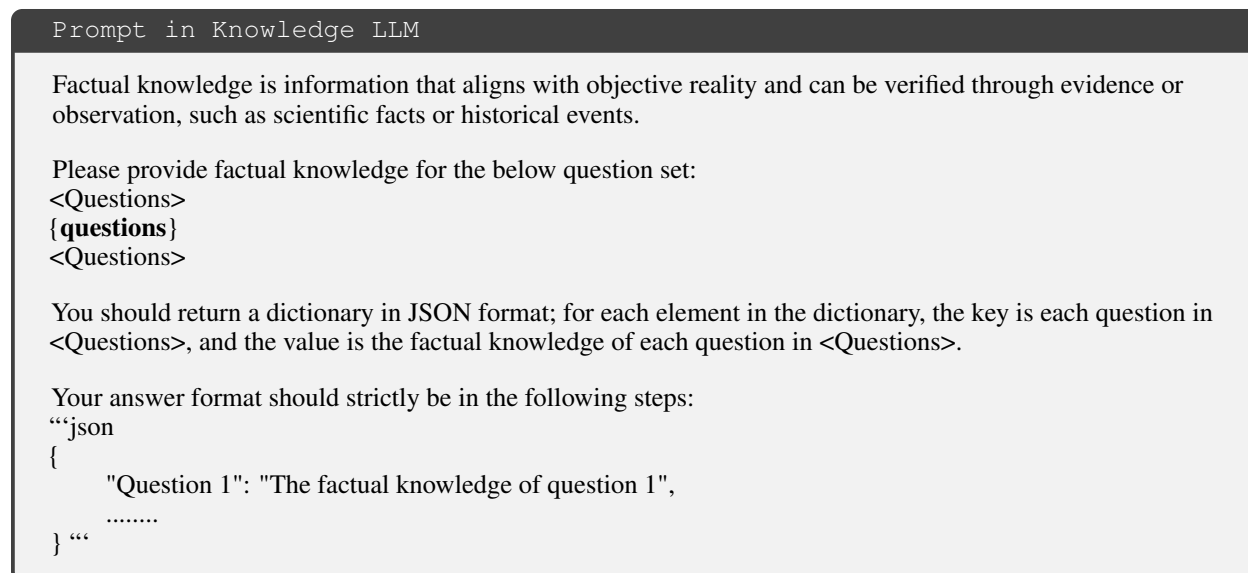 Prompt in Knowledge LLM
Factual knowledge is information that aligns with objective reality and can be verified through evidence or
observation, such as scientific facts or historical events.
Please provide factual knowledge for the below question set:
<Questions>
{questions}
<Questions>
You should return a dictionary in JSON format; for each element in the dictionary, the key is each question in
<Questions>, and the value is the factual knowledge of each question in <Questions>.
Your answer format should strictly be in the following steps:
“‘json
{
"Question 1": "The factual knowledge of question 1",
........
} “‘